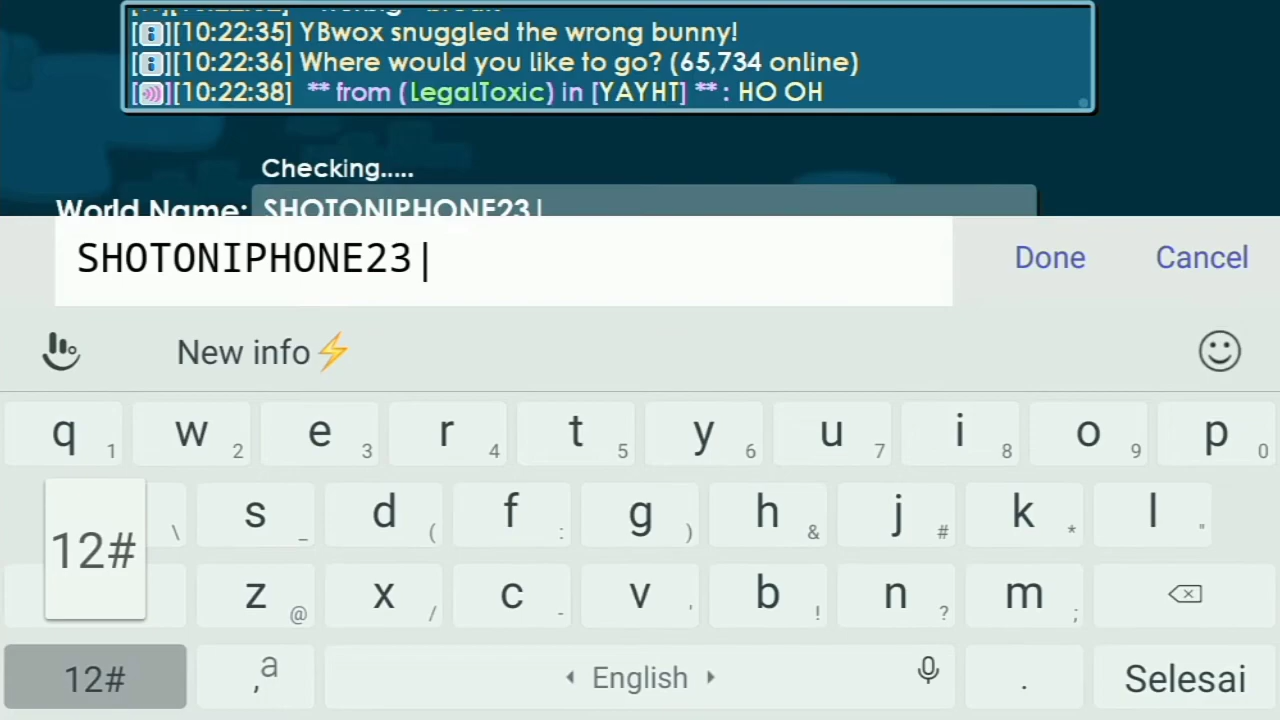 [i][10:22:35] YBwox snuggled the wrong bunny!
[i][10:22:36] Where would you like to go? (65,734 online)
[10:22:38] ** from (LegalToxic) in [YAYHT] ** : HO OH
Checking.....
World Name: SHOTONIPHONE23|
SHOTONIPHONE23| Done Cancel
New info⚡
q 1 w 2 e 3 r 4 t 5 y 6 u 7 i 8 o 9 p 0
12# \ s _ d ( f : g ) h & j # k * l "
z @ x / c - v ' b ! n ? m ;
12# , a English . Selesai